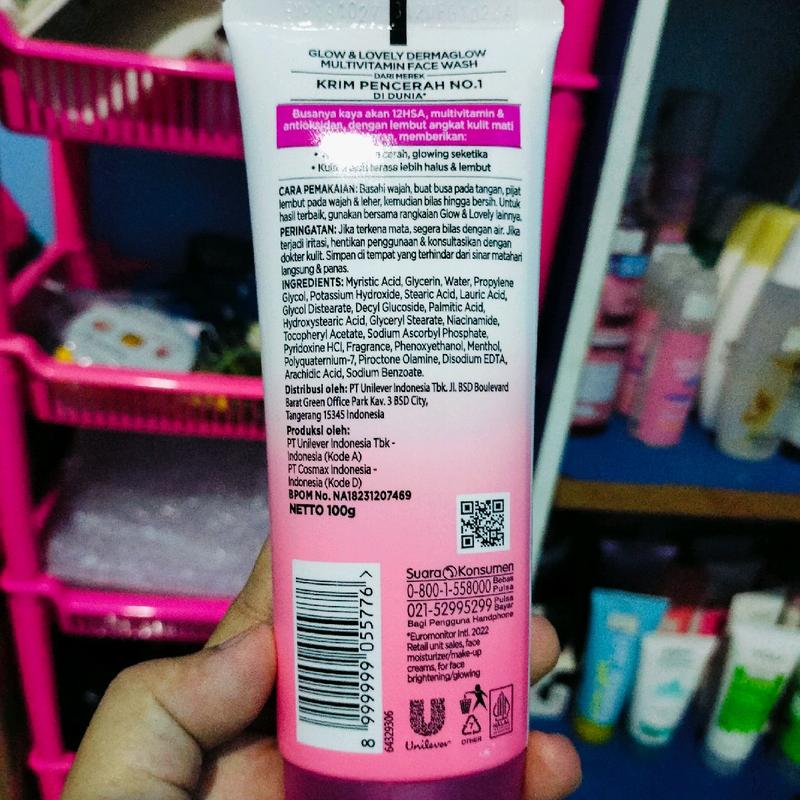 GLOW & LOVELY DERMAGLOW
MULTIVITAMIN FACE WASH
DARI MEREK
KRIM PENCERAH NO.1
DI DUNIA*
Busanya kaya akan 12HSA, multivitamin &
antioksidan, dengan lembut angkat kulit mati
memberikan:
cerah, glowing seketika
• terasa lebih halus & lembut
CARA PEMAKAIAN: Basahi wajah, buat busa pada tangan, pijat
lembut pada wajah & leher, kemudian bilas hingga bersih. Untuk
hasil terbaik, gunakan bersama rangkaian Glow & Lovely lainnya.
PERINGATAN: Jika terkena mata, segera bilas dengan air. Jika
terjadi iritasi, hentikan penggunaan & konsultasikan dengan
dokter kulit. Simpan di tempat yang terhindar dari sinar matahari
langsung & panas.
INGREDIENTS: Myristic Acid, Glycerin, Water, Propylene
Glycol, Potassium Hydroxide, Stearic Acid, Lauric Acid,
Glycol Distearate, Decyl Glucoside, Palmitic Acid,
Hydroxystearic Acid, Glyceryl Stearate, Niacinamide,
Tocopheryl Acetate, Sodium Ascorbyl Phosphate,
Pyridoxine HCl, Fragrance, Phenoxyethanol, Menthol,
Polyquaternium-7, Piroctone Olamine, Disodium EDTA,
Arachidic Acid, Sodium Benzoate.
Distribusi oleh: PT Unilever Indonesia Tbk. Jl. BSD Boulevard
Barat Green Office Park Kav. 3 BSD City,
Tangerang 15345 Indonesia
Produksi oleh:
PT Unilever Indonesia Tbk -
Indonesia (Kode A)
PT Cosmax Indonesia -
Indonesia (Kode D)
BPOM No. NA18231207469
NETTO 100g
8 999999 055776 >
64329306
Suara Konsumen
0-800-1-558000 Bebas Pulsa
021-52995299 Pulsa Bayar
Bagi Pengguna Handphone
*Euromonitor Intl. 2022
Retail unit sales, face
moisturizer/make-up
creams, for face
brightening/glowing
Unilever
7
OTHER
HALAL